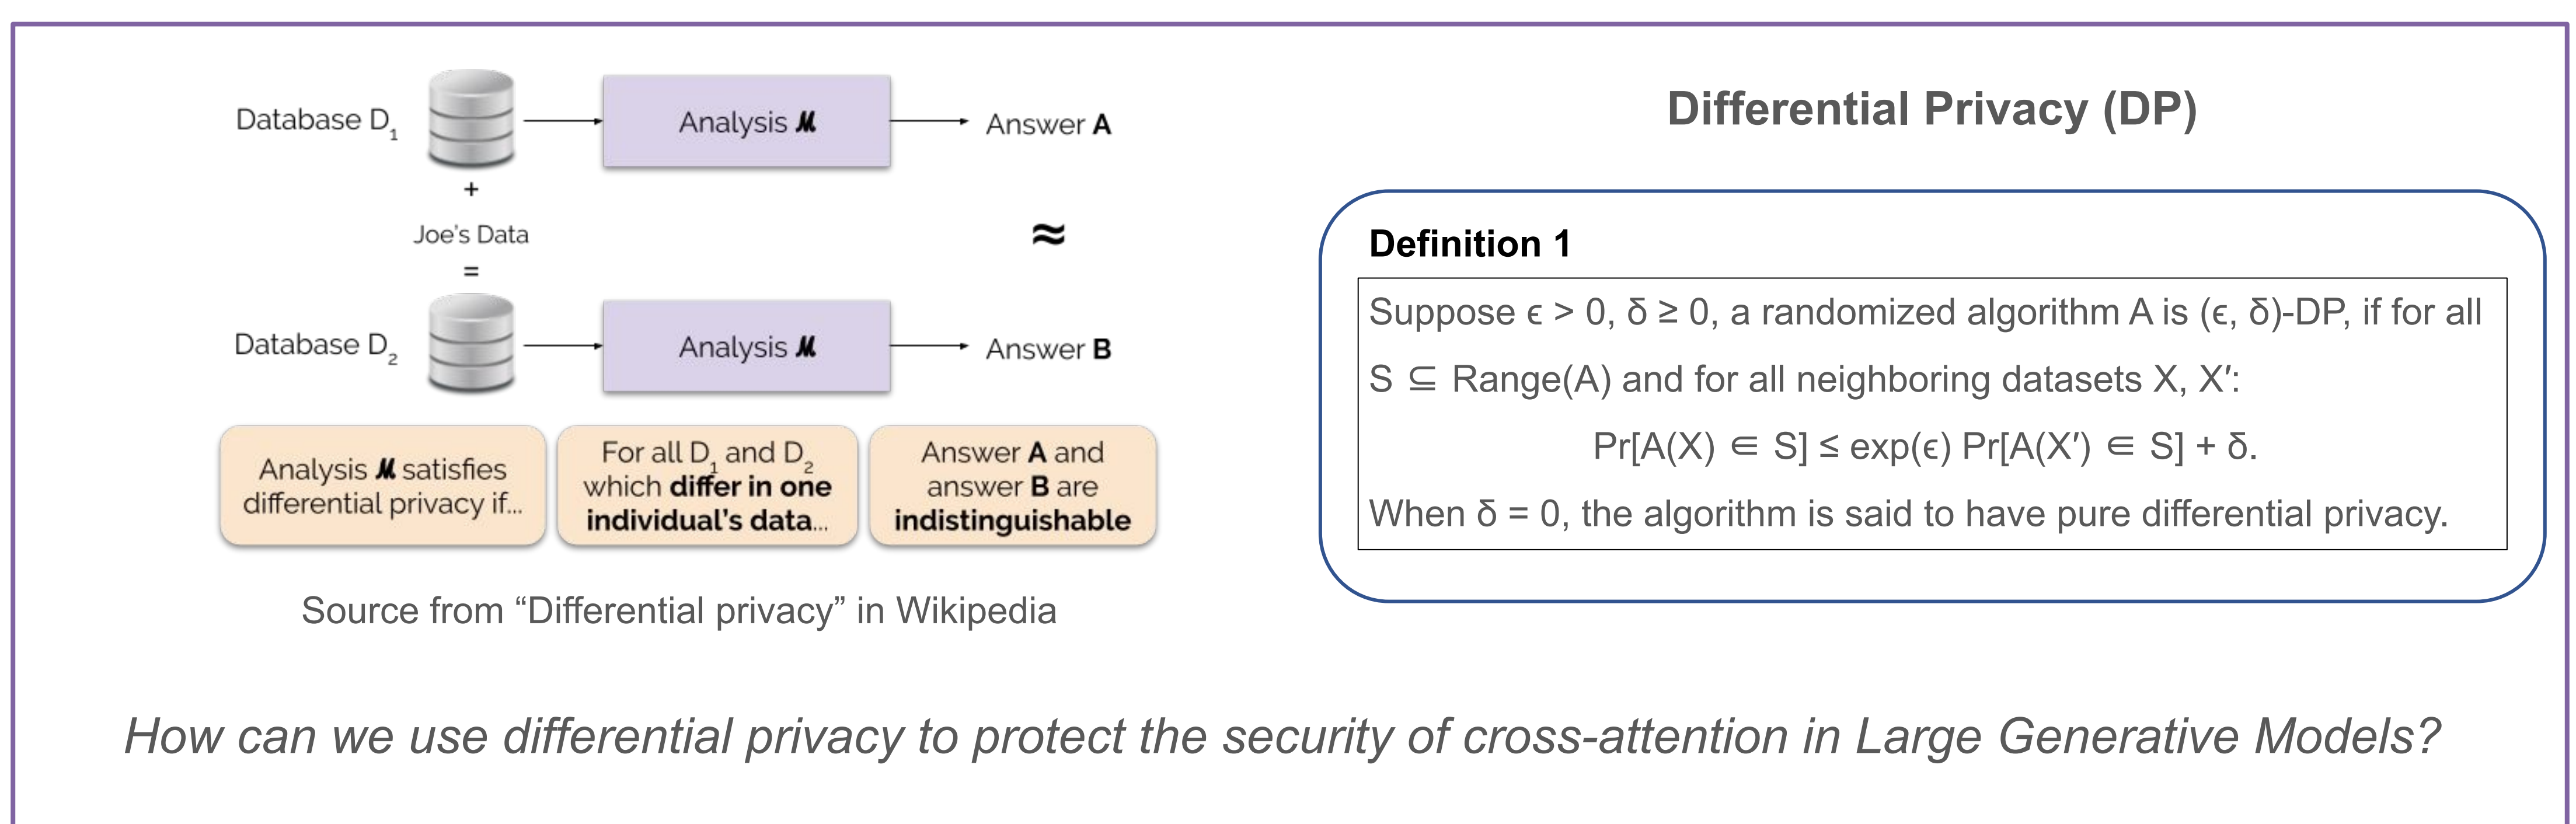 Database D₁
Analysis 𝓜
Answer A
+
Joe's Data
=
≈
Database D₂
Analysis 𝓜
Answer B
Analysis 𝓜 satisfies
differential privacy if...
For all D₁ and D₂
which differ in one
individual's data...
Answer A and
answer B are
indistinguishable
Source from “Differential privacy” in Wikipedia
Differential Privacy (DP)
Definition 1
Suppose ϵ > 0, δ ≥ 0, a randomized algorithm A is (ϵ, δ)-DP, if for all
S ⊆ Range(A) and for all neighboring datasets X, X′:
Pr[A(X) ∈ S] ≤ exp(ϵ) Pr[A(X′) ∈ S] + δ.
When δ = 0, the algorithm is said to have pure differential privacy.
How can we use differential privacy to protect the security of cross-attention in Large Generative Models?